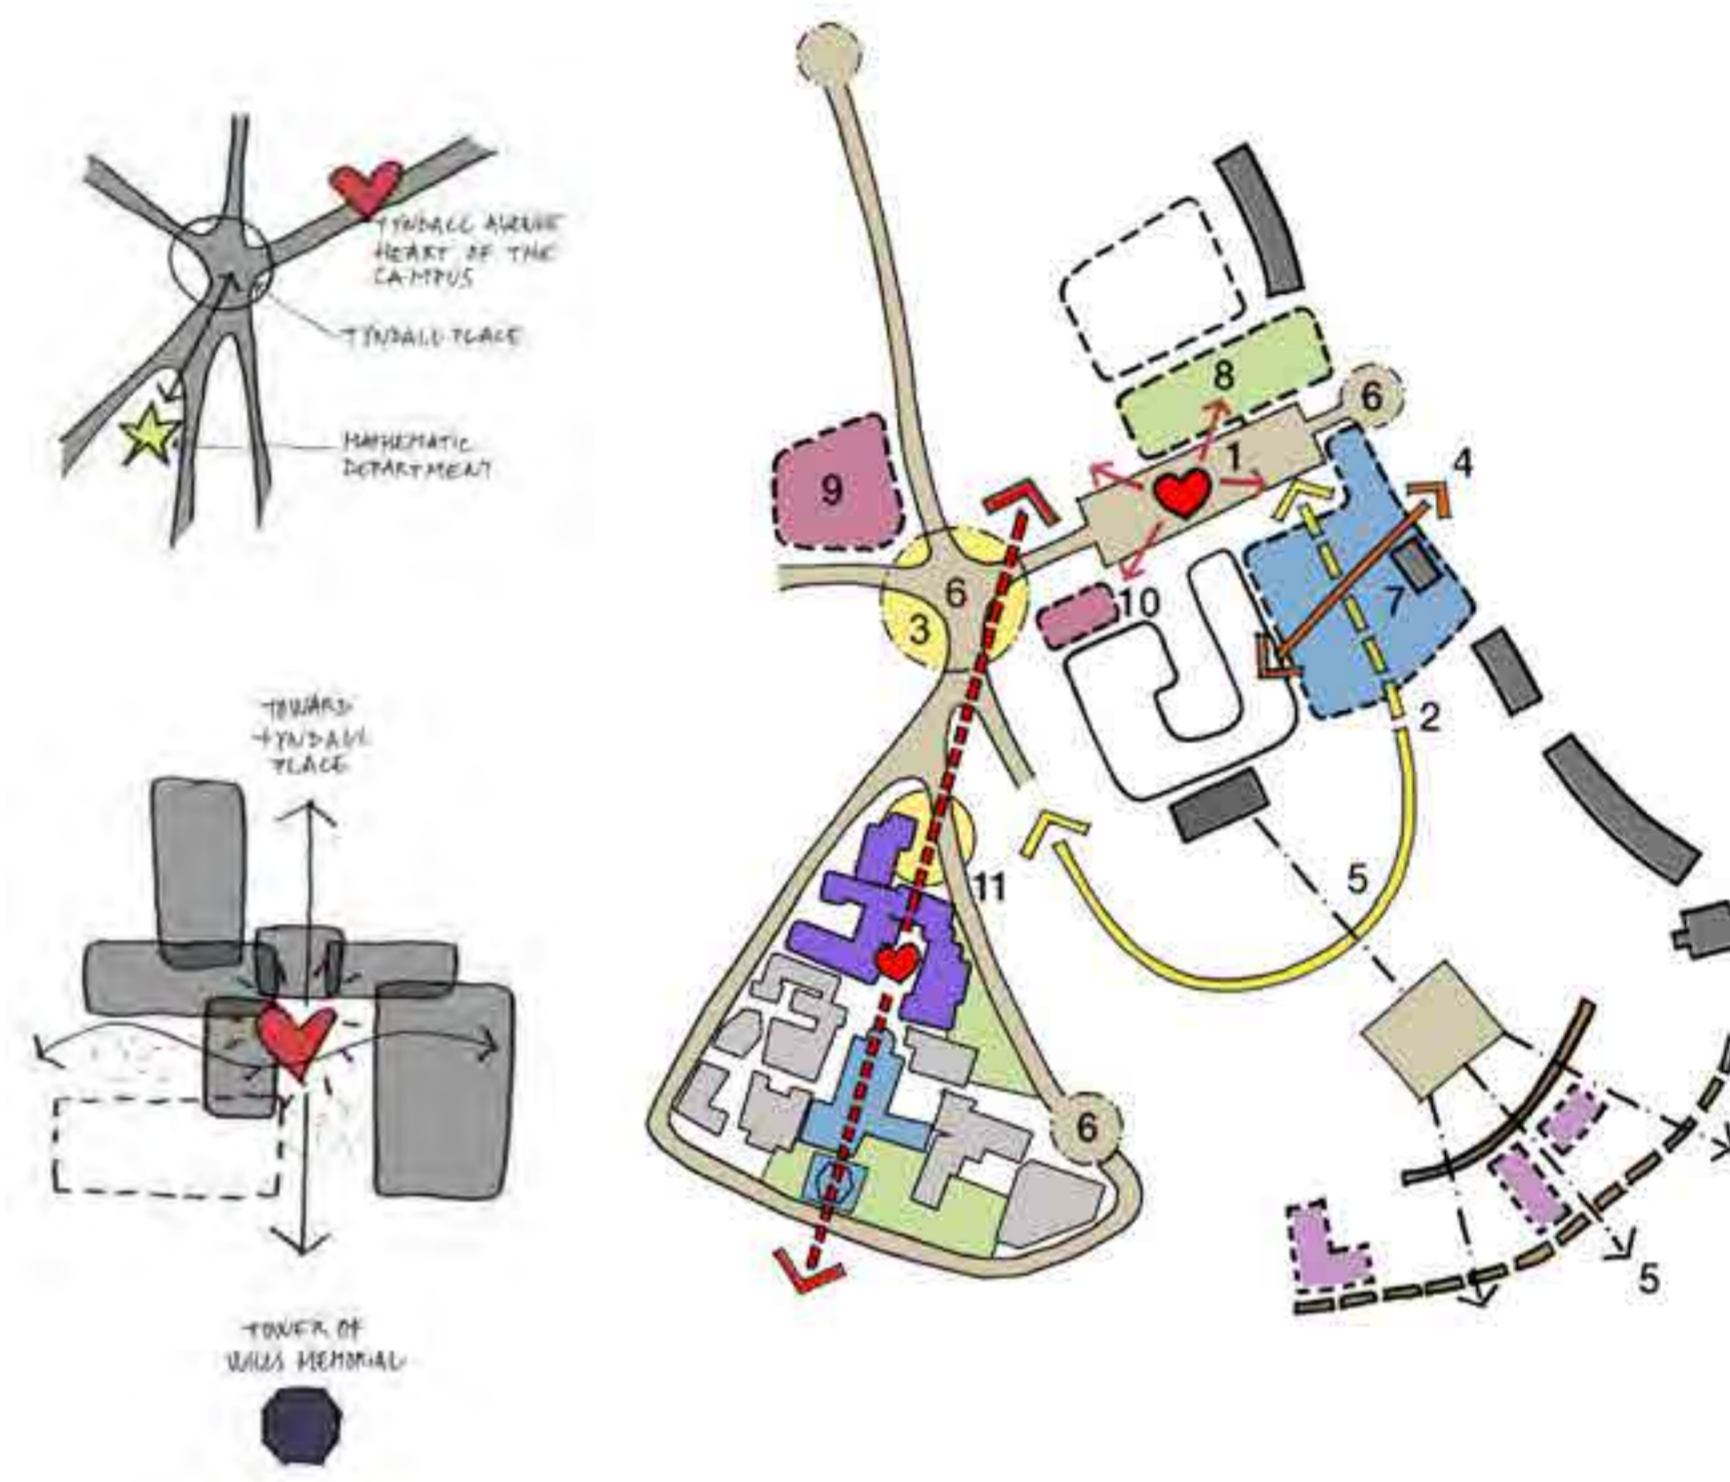 TYNDALL AVENUE
HEART OF THE
CAMPUS
TYNDALL PLACE
MATHEMATIC
DEPARTMENT
TOWARD
TYNDALL
PLACE
TOWER OF
WILLS MEMORIAL
8
6
1
4
9
6
3
10
7
2
5
11
6
5